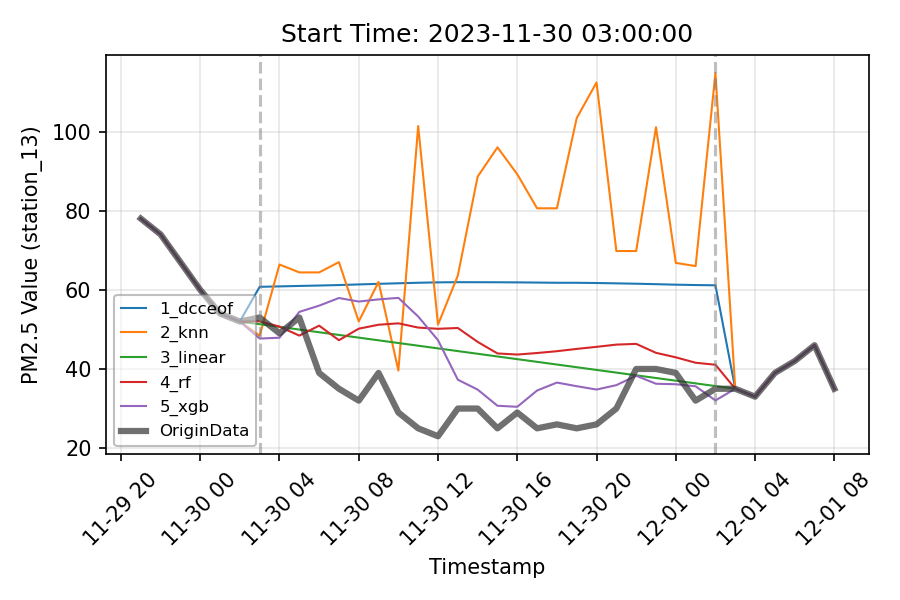 Start Time: 2023-11-30 03:00:00
PM2.5 Value (station_13)
100
80
60
40
20
1_dcceof
2_knn
3_linear
4_rf
5_xgb
OriginData
11-29 20
11-30 00
11-30 04
11-30 08
11-30 12
11-30 16
11-30 20
12-01 00
12-01 04
12-01 08
Timestamp